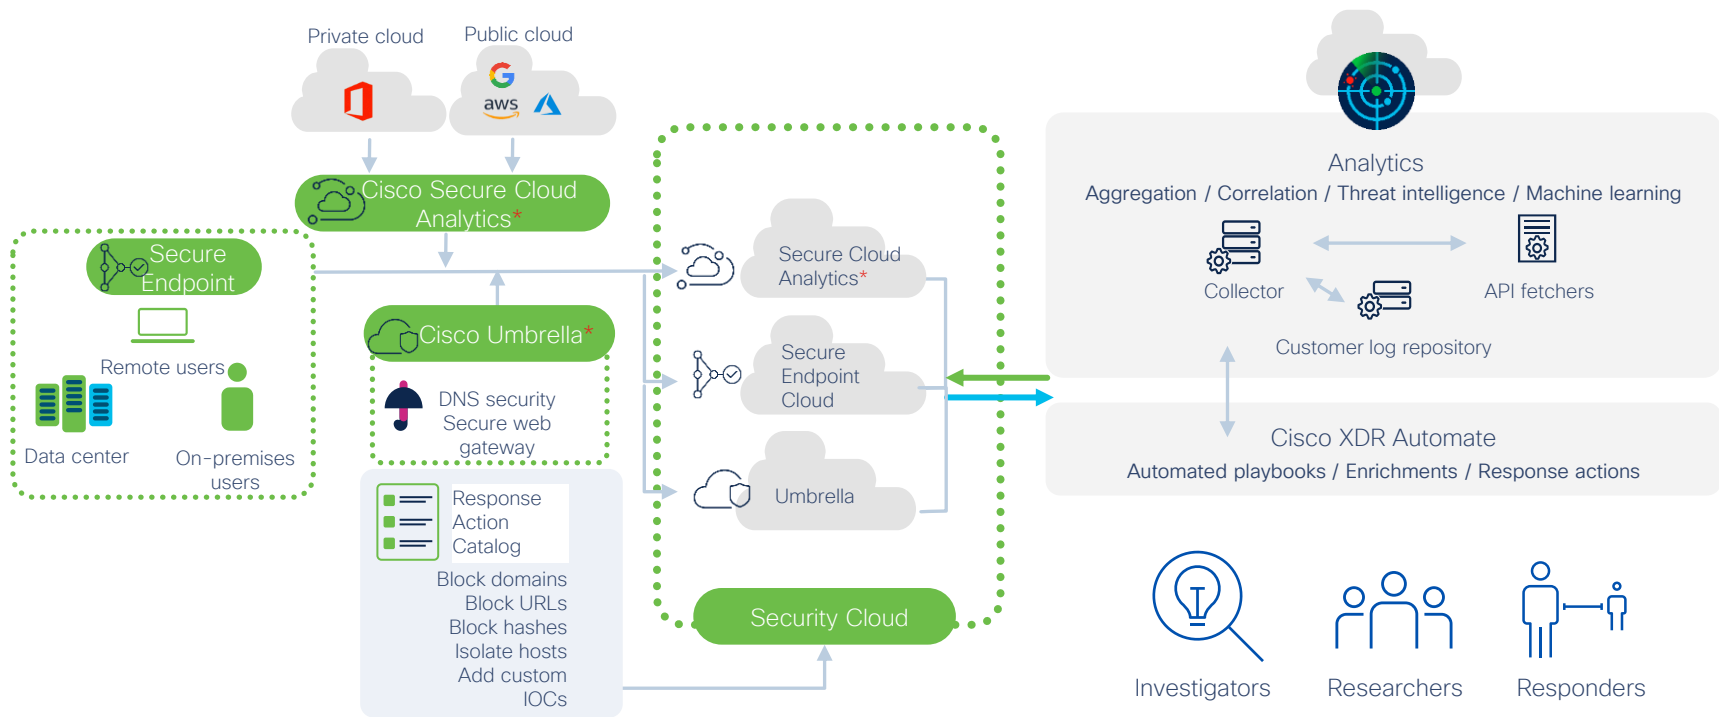 Private cloud
Public cloud
aws
Cisco Secure Cloud
Analytics*
Secure
Endpoint
Remote users
Data center
On-premises
users
Cisco Umbrella*
DNS security
Secure web
gateway
Response
Action
Catalog
Block domains
Block URLs
Block hashes
Isolate hosts
Add custom
IOCs
Secure Cloud
Analytics*
Secure
Endpoint
Cloud
Umbrella
Security Cloud
Analytics
Aggregation / Correlation / Threat intelligence / Machine learning
Collector
API fetchers
Customer log repository
Cisco XDR Automate
Automated playbooks / Enrichments / Response actions
Investigators
Researchers
Responders